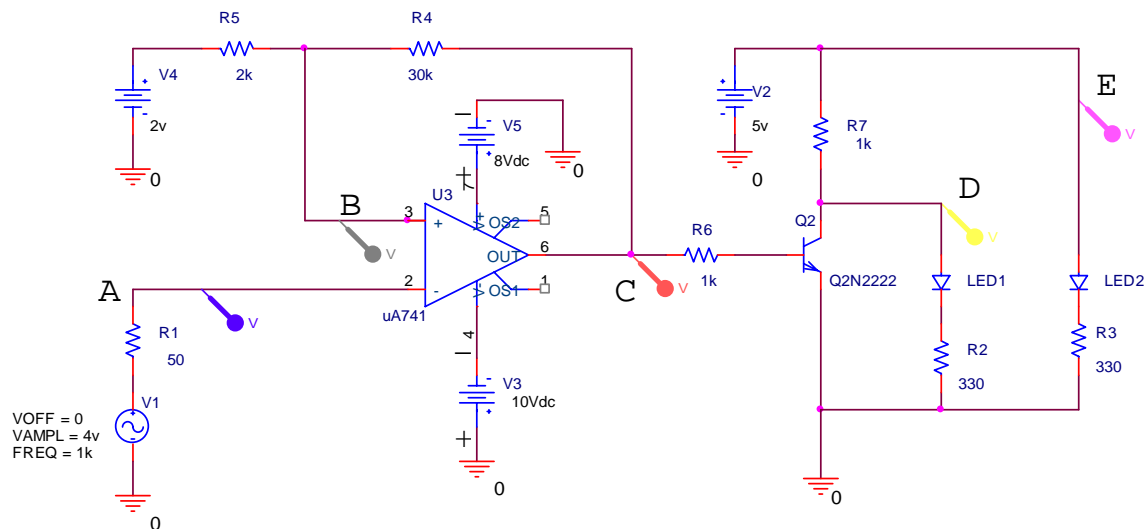 R5
R4
2k
30k
V4
2v
0
V5
8Vdc
0
V2
5v
0
R7
1k
E
V
B
V
U3
3
+
7
V+
OS2
5
6
OUT
2
-
V-
OS1
1
uA741
4
A
V
R1
50
V1
VOFF = 0
VAMPL = 4v
FREQ = 1k
0
V3
10Vdc
0
C
V
R6
1k
Q2
Q2N2222
D
V
LED1
LED2
R2
330
R3
330
0